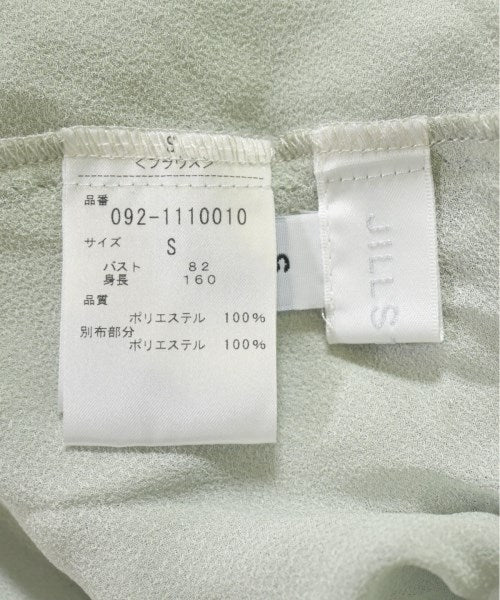 S
<ブラウス>
品番
092-1110010
サイズ
S
バスト 82
身長 160
品質
ポリエステル 100%
別布部分
ポリエステル 100%
S
JILLS